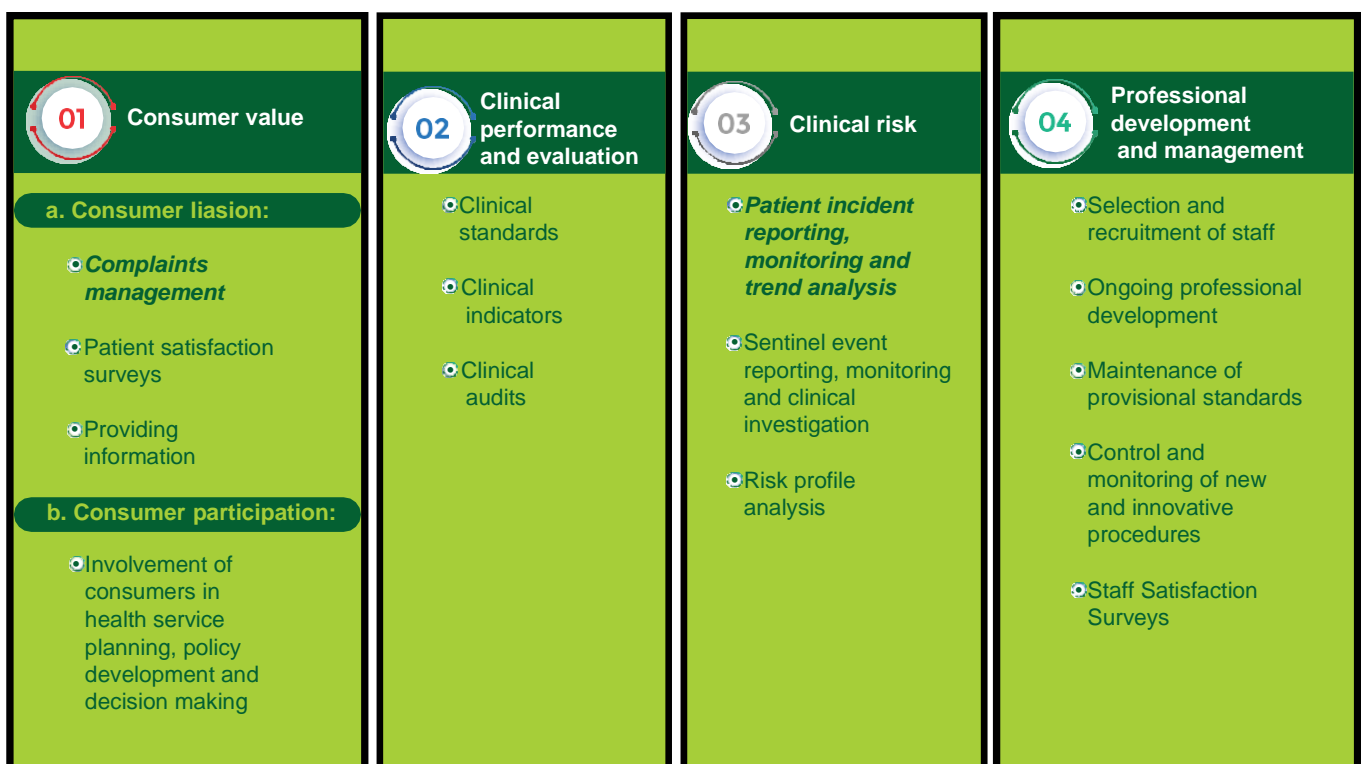 01
Consumer value
a. Consumer liasion:
Complaints
management
Patient satisfaction
surveys
Providing
information
b. Consumer participation:
Involvement of
consumers in
health service
planning, policy
development and
decision making
02
Clinical
performance
and evaluation
Clinical
standards
Clinical
indicators
Clinical
audits
03
Clinical risk
Patient incident
reporting,
monitoring and
trend analysis
Sentinel event
reporting, monitoring
and clinical
investigation
Risk profile
analysis
04
Professional
development
and management
Selection and
recruitment of staff
Ongoing professional
development
Maintenance of
provisional standards
Control and
monitoring of new
and innovative
procedures
Staff Satisfaction
Surveys